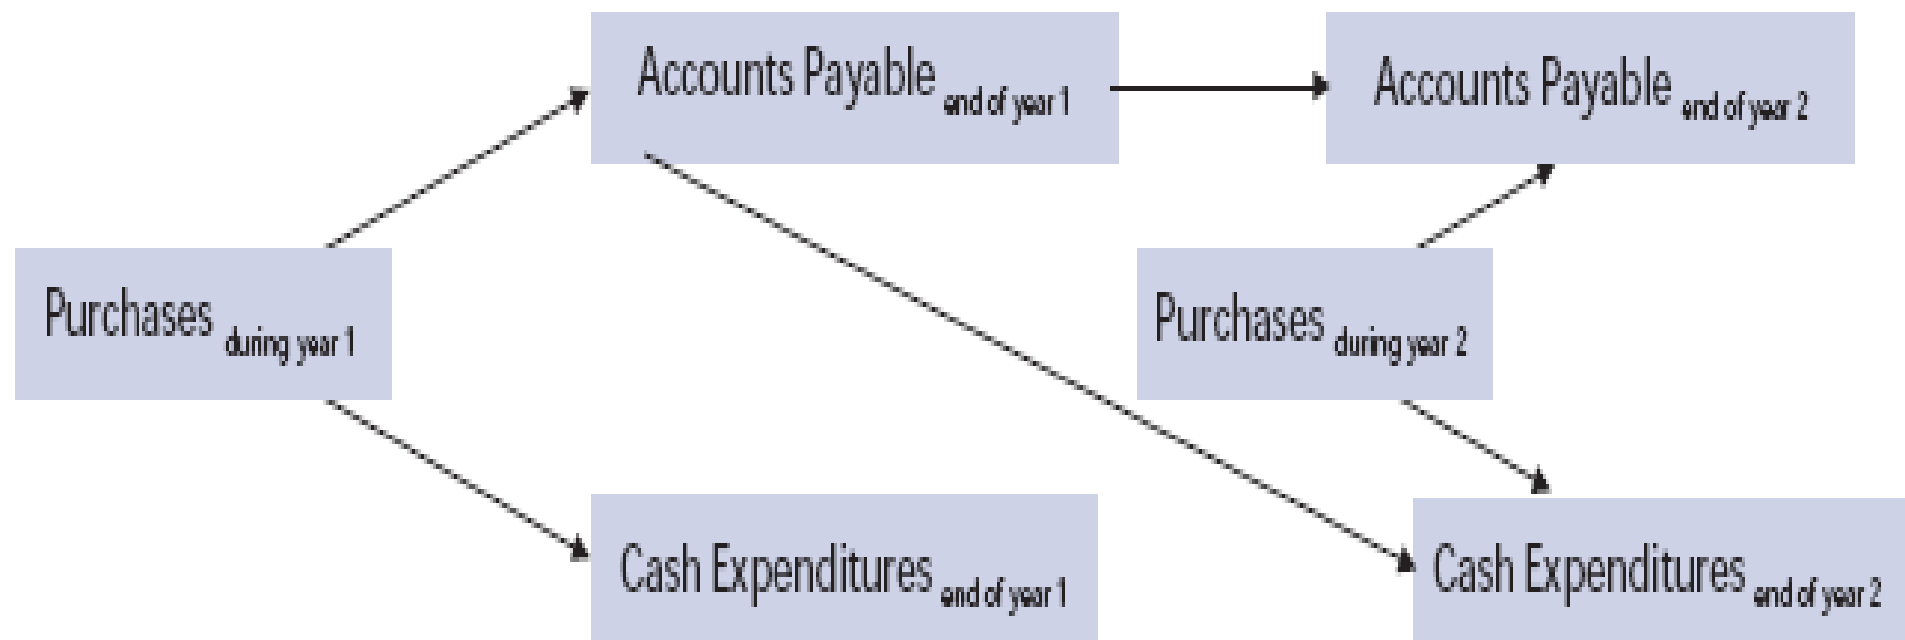 Accounts Payable end of year 1
Accounts Payable end of year 2
Purchases during year 1
Purchases during year 2
Cash Expenditures end of year 1
Cash Expenditures end of year 2